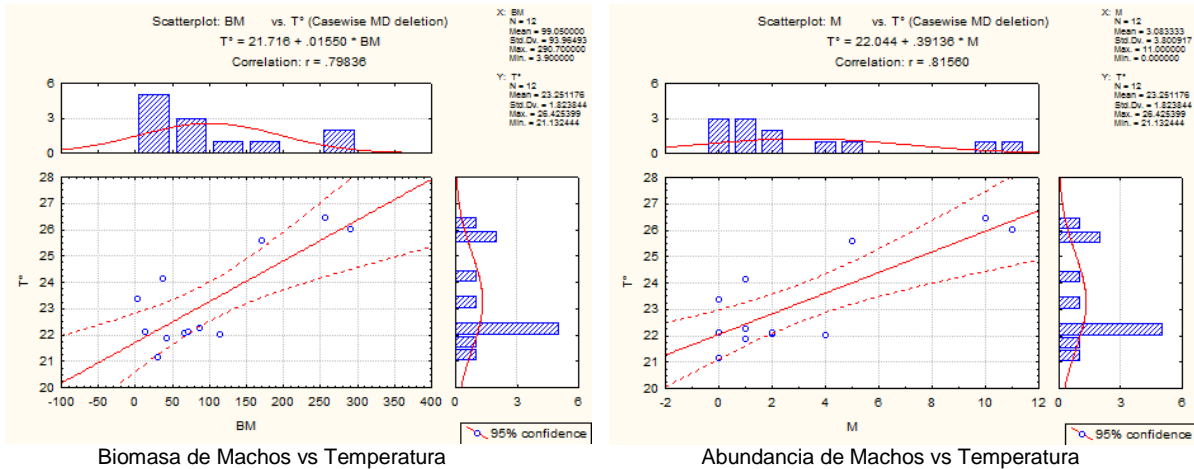 Scatterplot: BM vs. T° (Casewise MD deletion)
T° = 21.716 + .01550 * BM
Correlation: r = .79836
X: BM
N = 12
Mean = 99.050000
Std.Dv. = 93.96493
Max. = 290.700000
Min. = 3.900000
Y: T°
N = 12
Mean = 23.251176
Std.Dv. = 1.823844
Max. = 26.425399
Min. = 21.132444
6
3
0
28
27
26
25
24
23
22
21
20
T°
-100 -50 0 50 100 150 200 250 300 350 400
BM
0 3 6
95% confidence
Biomasa de Machos vs Temperatura
Scatterplot: M vs. T° (Casewise MD deletion)
T° = 22.044 + .39136 * M
Correlation: r = .81560
X: M
N = 12
Mean = 3.083333
Std.Dv. = 3.800917
Max. = 11.000000
Min. = 0.000000
Y: T°
N = 12
Mean = 23.251176
Std.Dv. = 1.823844
Max. = 26.425399
Min. = 21.132444
6
3
0
28
27
26
25
24
23
22
21
20
T°
-2 0 2 4 6 8 10 12
M
0 3 6
95% confidence
Abundancia de Machos vs Temperatura